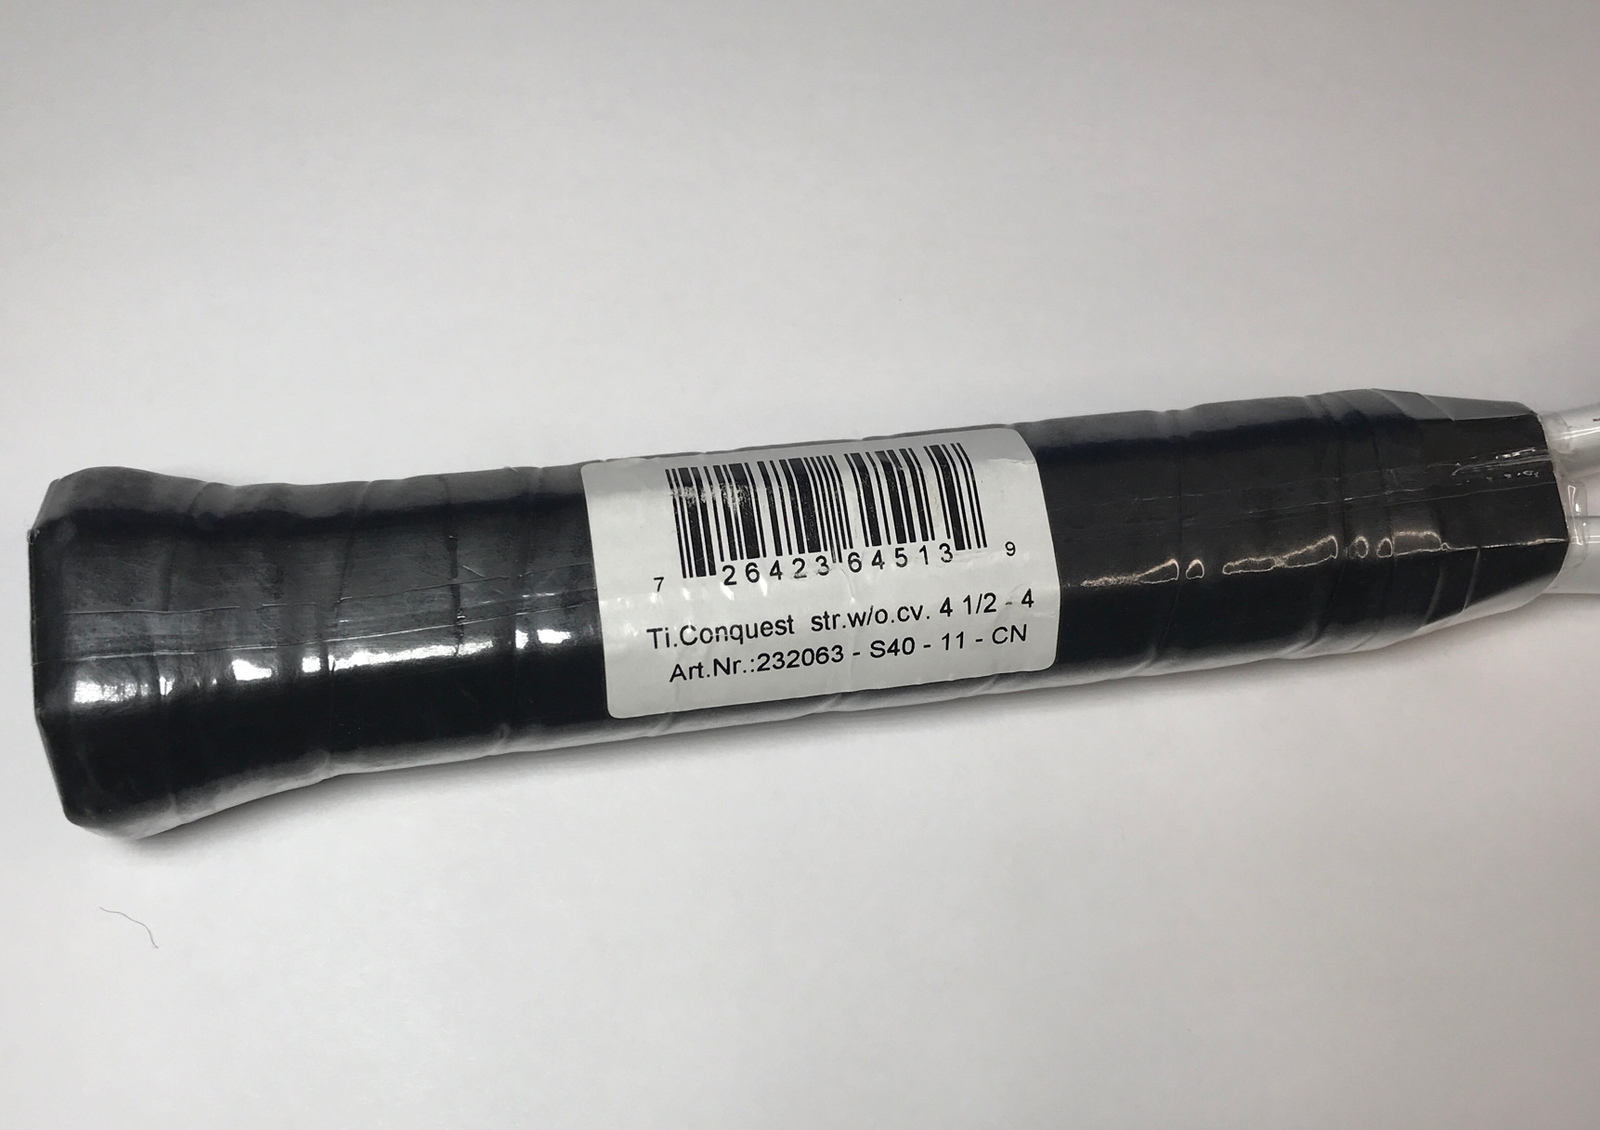 7 26423 64513 9
Ti.Conquest str.w/o.cv. 4 1/2 - 4
Art.Nr.:232063 - S40 - 11 - CN